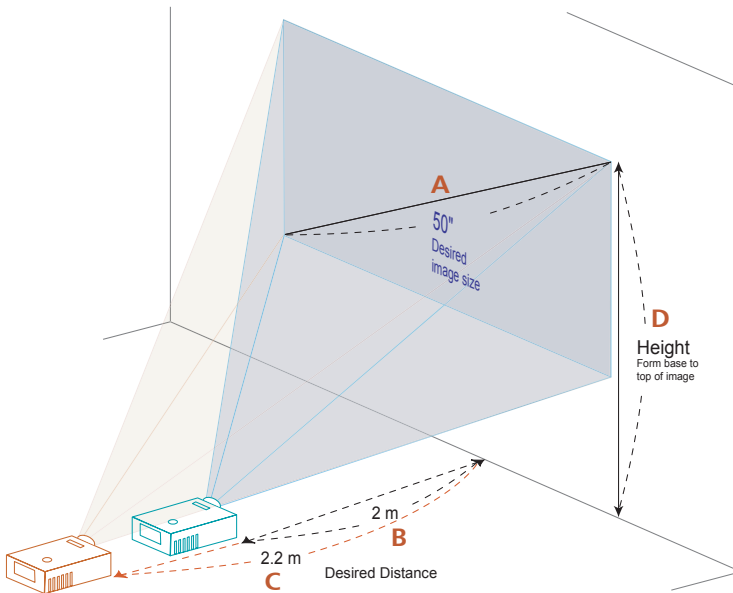 A
50"
Desired
image size
D
Height
Form base to
top of image
2 m
B
2.2 m
C
Desired Distance